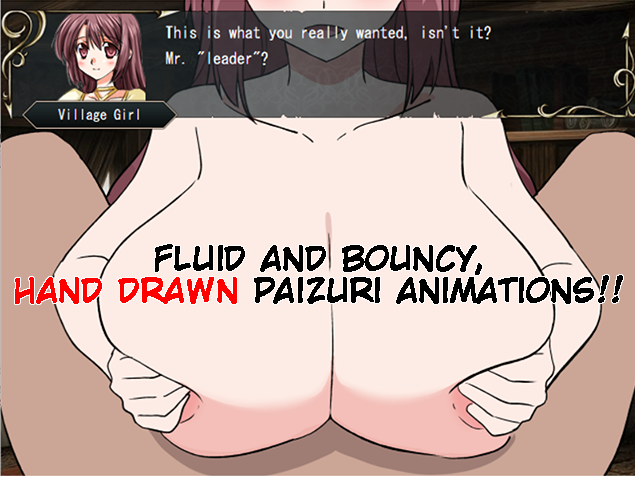 This is what you really wanted, isn't it?
Mr. "leader"?
Village Girl
FLUID AND BOUNCY,
HAND DRAWN PAIZURI ANIMATIONS!!